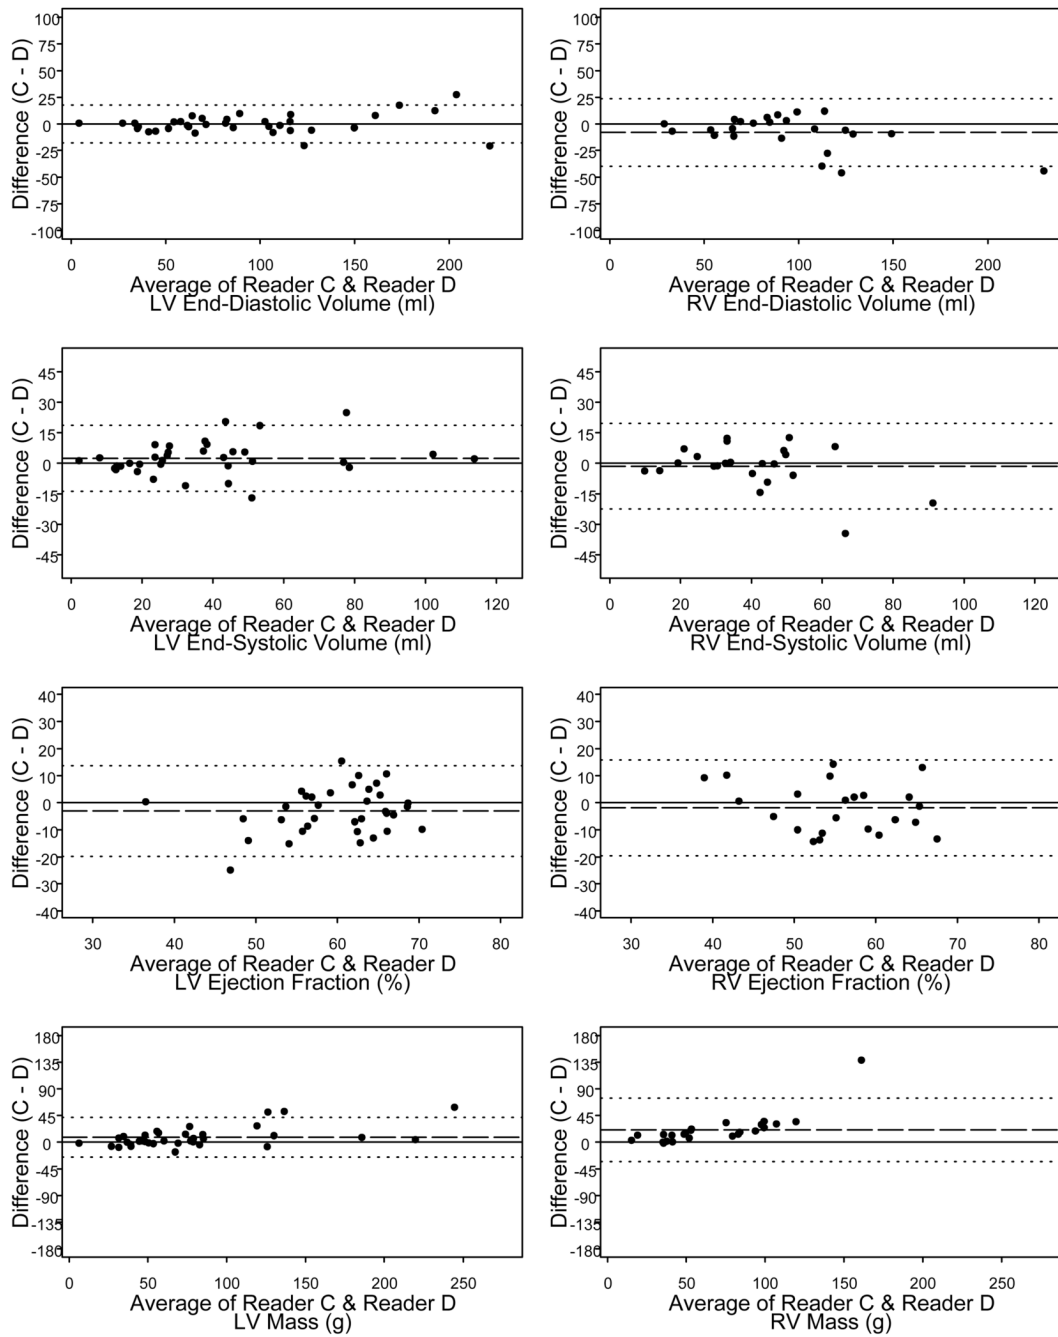 Difference (C - D)
100
75
50
25
0
-25
-50
-75
-100
0 50 100 150 200
Average of Reader C & Reader D
LV End-Diastolic Volume (ml)
Difference (C - D)
100
75
50
25
0
-25
-50
-75
-100
0 50 100 150 200
Average of Reader C & Reader D
RV End-Diastolic Volume (ml)
Difference (C - D)
45
30
15
0
-15
-30
-45
0 20 40 60 80 100 120
Average of Reader C & Reader D
LV End-Systolic Volume (ml)
Difference (C - D)
45
30
15
0
-15
-30
-45
0 20 40 60 80 100 120
Average of Reader C & Reader D
RV End-Systolic Volume (ml)
Difference (C - D)
40
30
20
10
0
-10
-20
-30
-40
30 40 50 60 70 80
Average of Reader C & Reader D
LV Ejection Fraction (%)
Difference (C - D)
40
30
20
10
0
-10
-20
-30
-40
30 40 50 60 70 80
Average of Reader C & Reader D
RV Ejection Fraction (%)
Difference (C - D)
180
135
90
45
0
-45
-90
-135
-180
0 50 100 150 200 250
Average of Reader C & Reader D
LV Mass (g)
Difference (C - D)
180
135
90
45
0
-45
-90
-135
-180
0 50 100 150 200 250
Average of Reader C & Reader D
RV Mass (g)